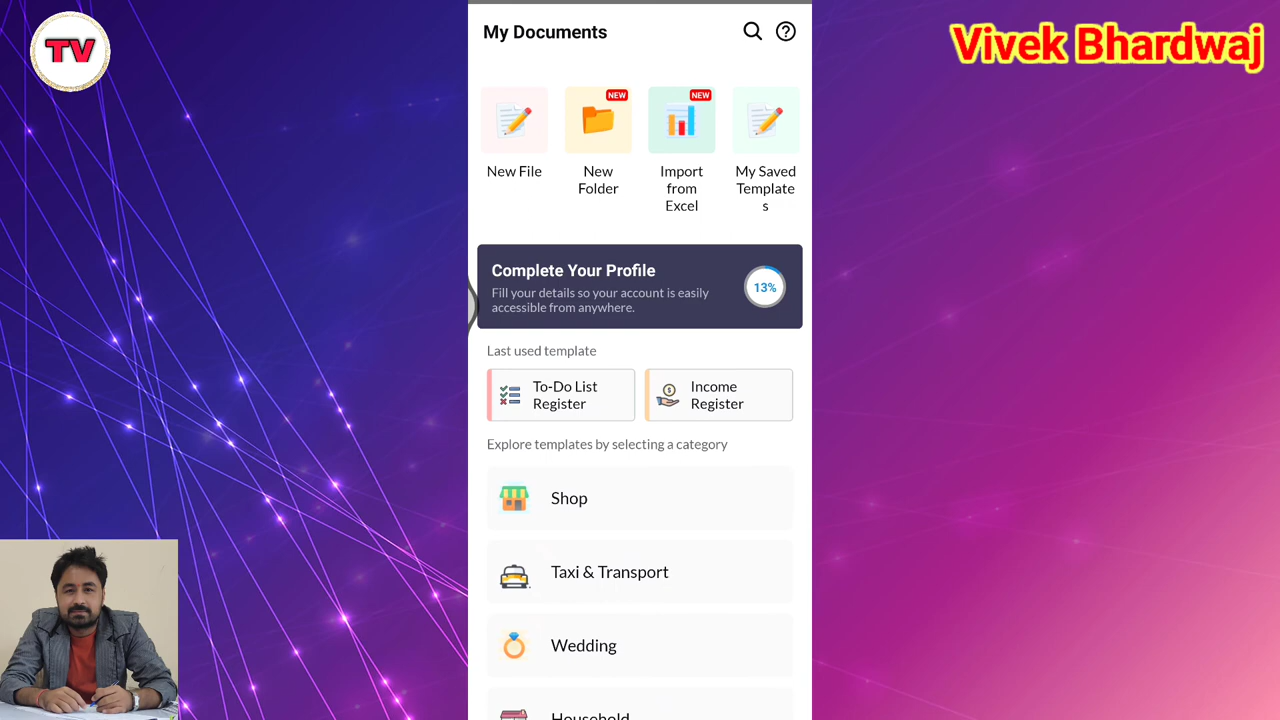 TV
Vivek Bhardwaj
My Documents
NEW
NEW
New File
New
Folder
Import
from
Excel
My Saved
Template
s
Complete Your Profile
Fill your details so your account is easily
accessible from anywhere.
13%
Last used template
To-Do List
Register
Income
Register
Explore templates by selecting a category
Shop
Taxi & Transport
Wedding
Household